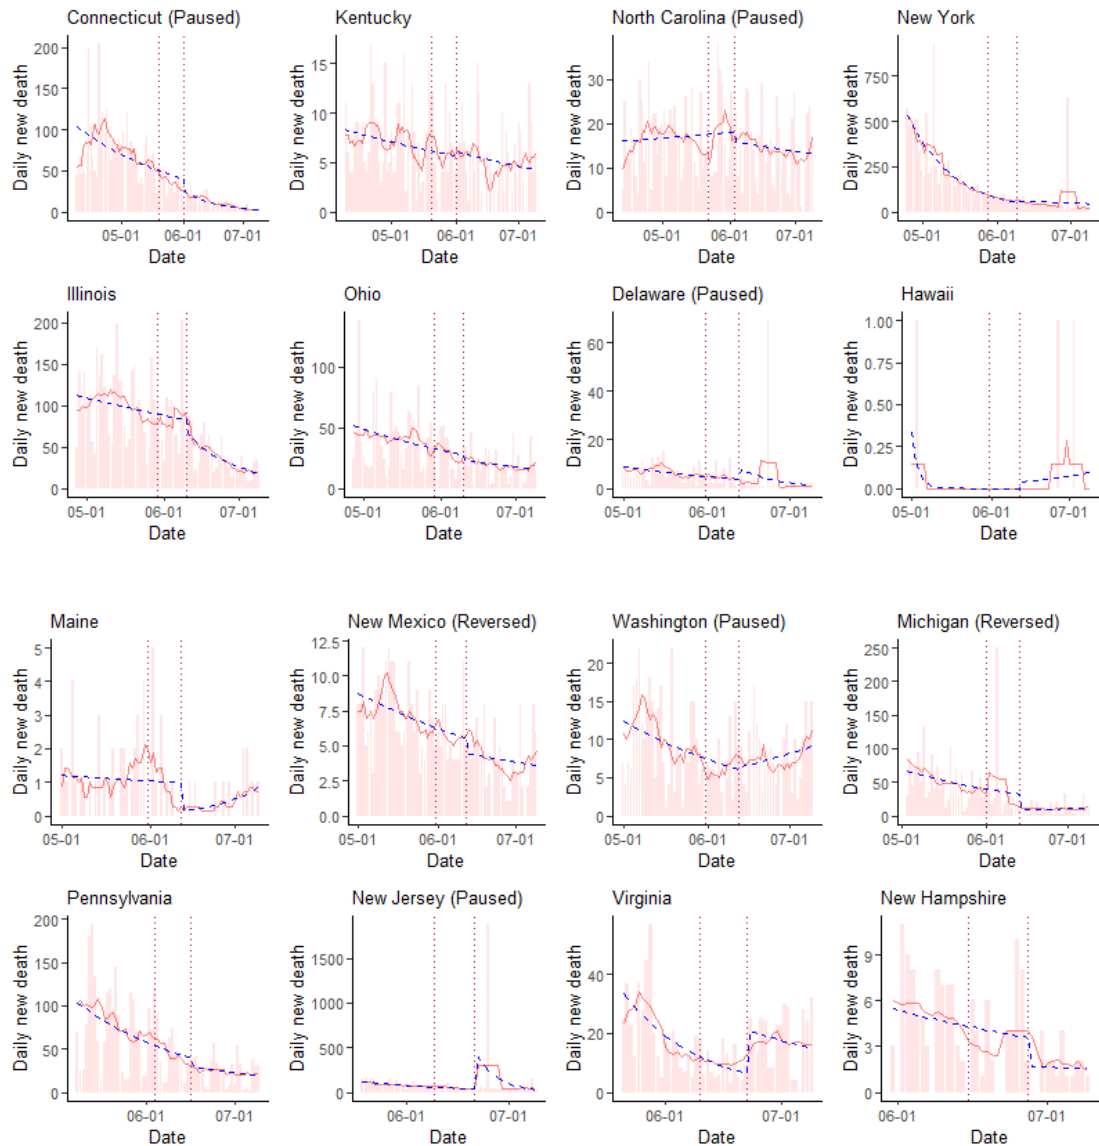 Connecticut (Paused)
Kentucky
North Carolina (Paused)
New York
Daily new death
200
150
100
50
0
05-01 06-01 07-01
Date
Daily new death
15
10
5
0
05-01 06-01 07-01
Date
Daily new death
30
20
10
0
05-01 06-01 07-01
Date
Daily new death
750
500
250
0
05-01 06-01 07-01
Date
Illinois
Ohio
Delaware (Paused)
Hawaii
Daily new death
200
150
100
50
0
05-01 06-01 07-01
Date
Daily new death
100
50
0
05-01 06-01 07-01
Date
Daily new death
60
40
20
0
05-01 06-01 07-01
Date
Daily new death
1.00
0.75
0.50
0.25
0.00
05-01 06-01 07-01
Date
Maine
New Mexico (Reversed)
Washington (Paused)
Michigan (Reversed)
Daily new death
5
4
3
2
1
0
05-01 06-01 07-01
Date
Daily new death
12.5
10.0
7.5
5.0
2.5
0.0
05-01 06-01 07-01
Date
Daily new death
20
15
10
5
0
05-01 06-01 07-01
Date
Daily new death
250
200
150
100
50
0
05-01 06-01 07-01
Date
Pennsylvania
New Jersey (Paused)
Virginia
New Hampshire
Daily new death
200
150
100
50
0
06-01 07-01
Date
Daily new death
1500
1000
500
0
06-01 07-01
Date
Daily new death
40
20
0
06-01 07-01
Date
Daily new death
9
6
3
0
06-01 07-01
Date